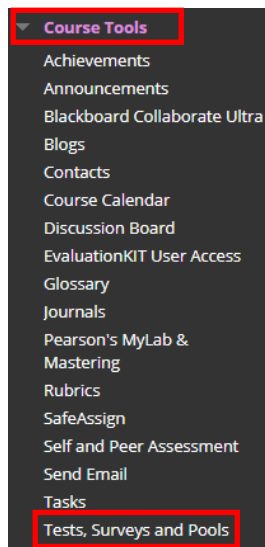 Course Tools
Achievements
Announcements
Blackboard Collaborate Ultra
Blogs
Contacts
Course Calendar
Discussion Board
EvaluationKIT User Access
Glossary
Journals
Pearson's MyLab &
Mastering
Rubrics
SafeAssign
Self and Peer Assessment
Send Email
Tasks
Tests, Surveys and Pools